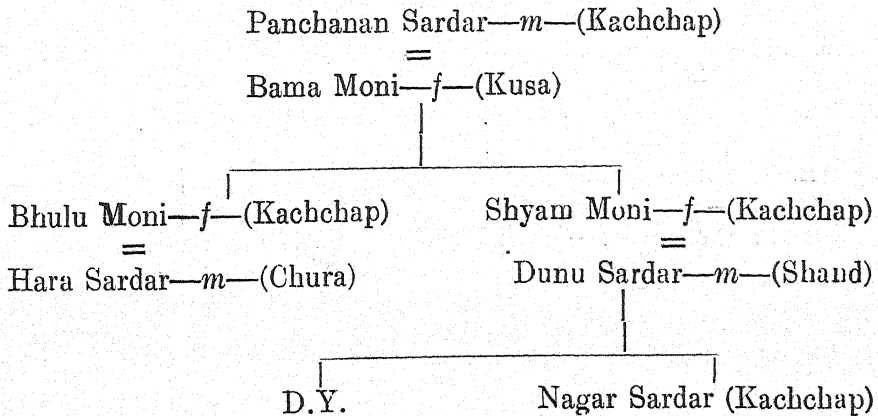 Panchanan Sardar—m—(Kachchap)
=
Bama Moni—f—(Kusa)
Bhulu Moni—f—(Kachchap) Shyam Moni—f—(Kachchap)
= =
Hara Sardar—m—(Chura) Dunu Sardar—m—(Shand)
D.Y. Nagar Sardar (Kachchap)